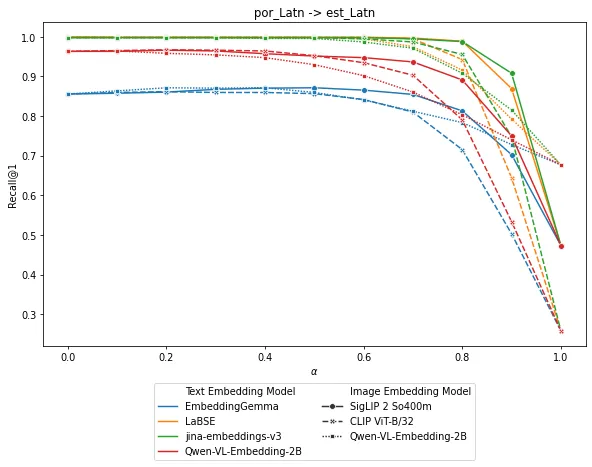 por_Latn -> est_Latn
Recall@1
1.0
0.9
0.8
0.7
0.6
0.5
0.4
0.3
0.0 0.2 0.4 0.6 0.8 1.0
α
Text Embedding Model Image Embedding Model
EmbeddingGemma SigLIP 2 So400m
LaBSE CLIP ViT-B/32
jina-embeddings-v3 Qwen-VL-Embedding-2B
Qwen-VL-Embedding-2B